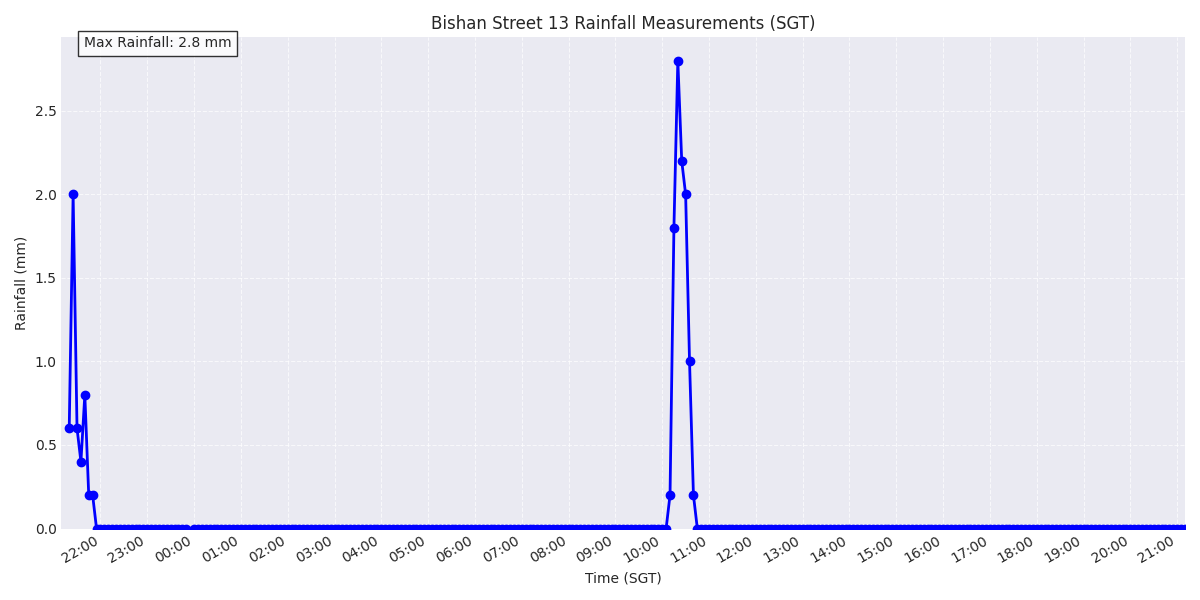 Bishan Street 13 Rainfall Measurements (SGT)
Max Rainfall: 2.8 mm
2.5
2.0
1.5
1.0
0.5
0.0
Rainfall (mm)
22:00 23:00 00:00 01:00 02:00 03:00 04:00 05:00 06:00 07:00 08:00 09:00 10:00 11:00 12:00 13:00 14:00 15:00 16:00 17:00 18:00 19:00 20:00 21:00
Time (SGT)